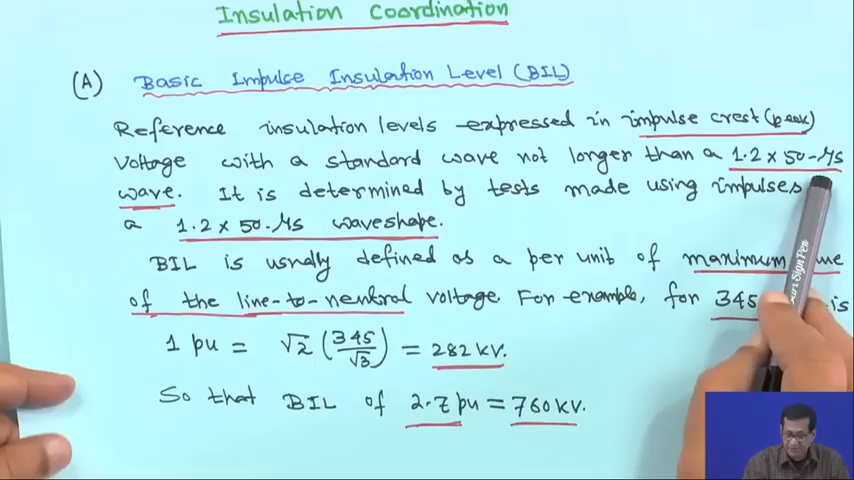 Insulation Coordination
(A) Basic Impulse Insulation Level (BIL)
Reference insulation levels expressed in impulse crest (peak)
voltage with a standard wave not longer than a 1.2 x 50-μs
wave. It is determined by tests made using impulses
a 1.2 x 50-μs waveshape.
BIL is usually defined as a per unit of maximum
of the line-to-neutral voltage. For example, for 345 is
1 pu = √2 (345/√3) = 282 kV.
So that BIL of 2.7 pu = 760 kV.